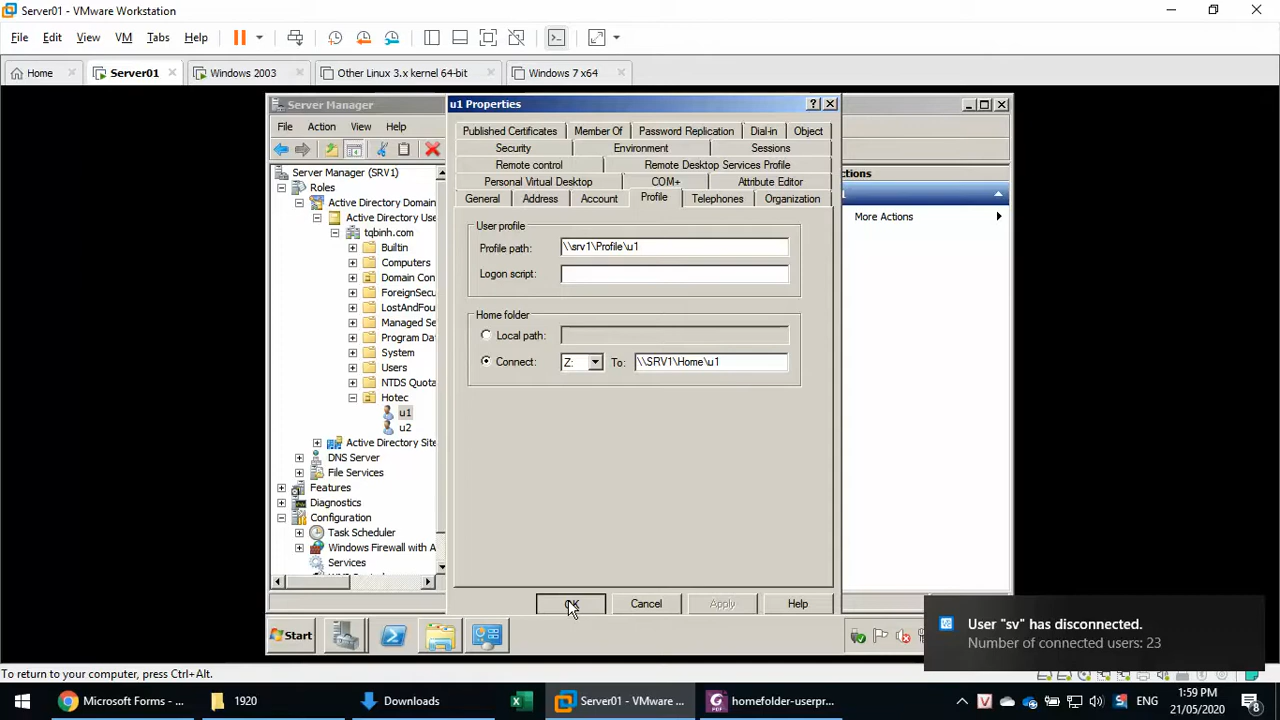 Server01 - VMware Workstation
File Edit View VM Tabs Help
Home
Server01
Windows 2003
Other Linux 3.x kernel 64-bit
Windows 7 x64
Server Manager
File Action View Help
Server Manager (SRV1)
Roles
Active Directory Domain
Active Directory Use
tqbinh.com
Builtin
Computers
Domain Con
ForeignSecu
LostAndFou
Managed Se
Program Da
System
Users
NTDS Quota
Hotec
u1
u2
Active Directory Site
DNS Server
File Services
Features
Diagnostics
Configuration
Task Scheduler
Windows Firewall with A
Services
u1 Properties
Published Certificates Member Of Password Replication Dial-in Object
Security Environment Sessions
Remote control Remote Desktop Services Profile
Personal Virtual Desktop COM+ Attribute Editor
General Address Account Profile Telephones Organization
User profile
Profile path: \\srv1\Profile\u1
Logon script:
Home folder
Local path:
Connect: Z: To: \\SRV1\Home\u1
OK Cancel Apply Help
ctions
More Actions
Start
User "sv" has disconnected.
Number of connected users: 23
To return to your computer, press Ctrl+Alt.
Microsoft Forms - ...
1920
Downloads
Server01 - VMware ...
homefolder-userpr...
ENG
1:59 PM
21/05/2020
8